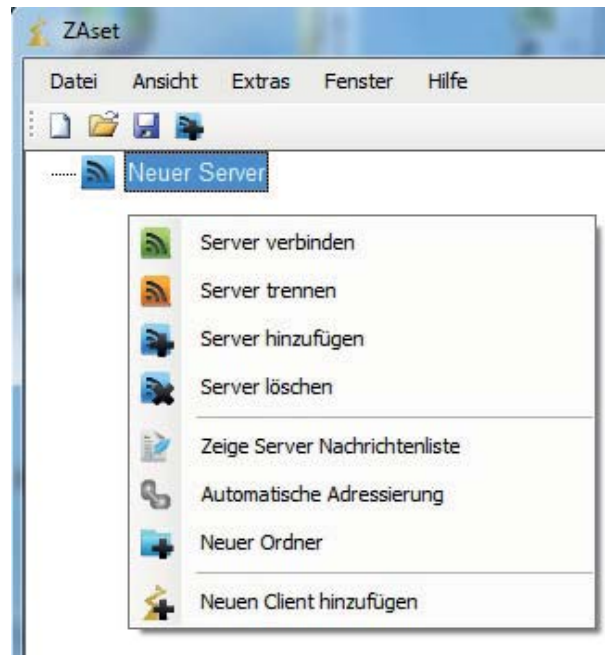 ZAset
Datei Ansicht Extras Fenster Hilfe
Neuer Server
Server verbinden
Server trennen
Server hinzufügen
Server löschen
Zeige Server Nachrichtenliste
Automatische Adressierung
Neuer Ordner
Neuen Client hinzufügen